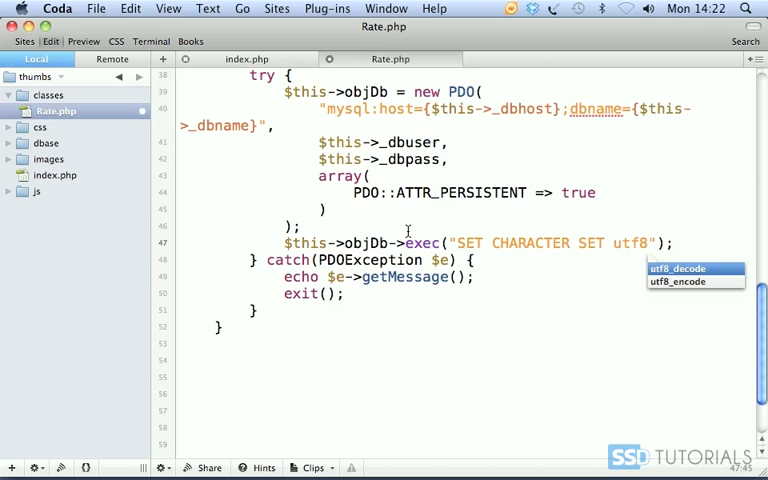 Coda File Edit View Text Go Sites Plug-ins Window Help Mon 14:22
Rate.php
Sites Edit Preview CSS Terminal Books Search
Local Remote + index.php Rate.php
thumbs
classes
Rate.php
css
dbase
images
index.php
js
38 try {
39 $this->objDb = new PDO(
40 "mysql:host={$this->_dbhost};dbname={$this-
>_dbname}",
41 $this->_dbuser,
42 $this->_dbpass,
43 array(
44 PDO::ATTR_PERSISTENT => true
45 )
46 );
47 $this->objDb->exec("SET CHARACTER SET utf8");
48 } catch(PDOException $e) {
49 echo $e->getMessage();
50 exit();
51 }
52 }
53
54
55
56
57
58
59
utf8_decode
utf8_encode
SSD TUTORIALS
+ {} Share Hints Clips 47:45